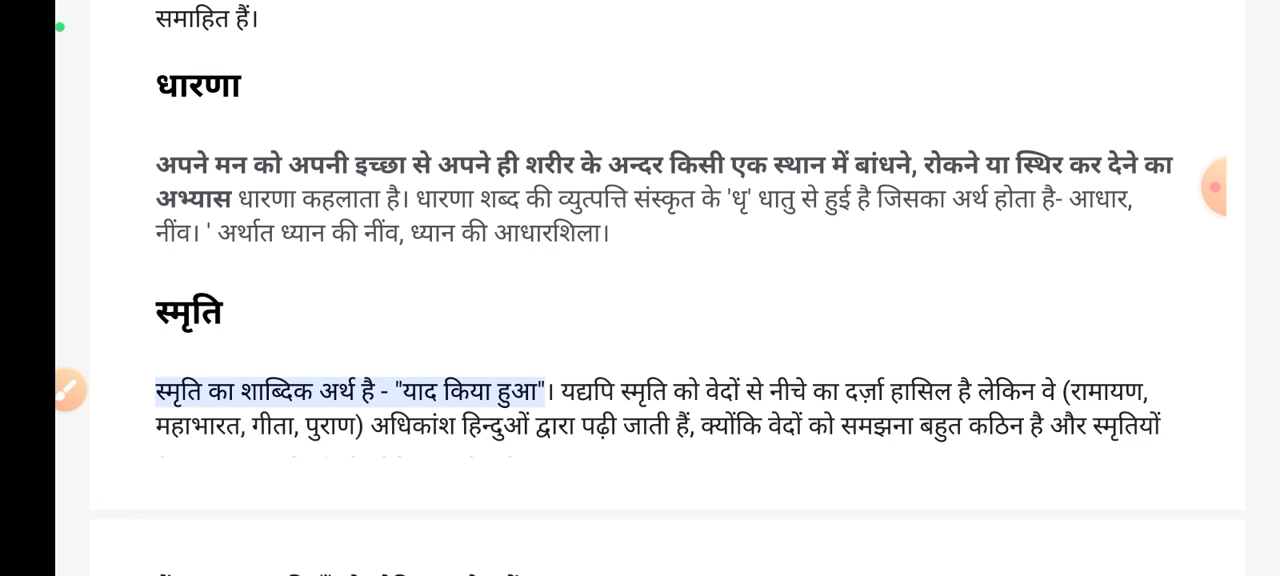 समाहित हैं।
धारणा
अपने मन को अपनी इच्छा से अपने ही शरीर के अन्दर किसी एक स्थान में बांधने, रोकने या स्थिर कर देने का
अभ्यास धारणा कहलाता है। धारणा शब्द की व्युत्पत्ति संस्कृत के 'धृ' धातु से हुई है जिसका अर्थ होता है- आधार,
नींव। ' अर्थात ध्यान की नींव, ध्यान की आधारशिला।
स्मृति
स्मृति का शाब्दिक अर्थ है - "याद किया हुआ"। यद्यपि स्मृति को वेदों से नीचे का दर्ज़ा हासिल है लेकिन वे (रामायण,
महाभारत, गीता, पुराण) अधिकांश हिन्दुओं द्वारा पढ़ी जाती हैं, क्योंकि वेदों को समझना बहुत कठिन है और स्मृतियों